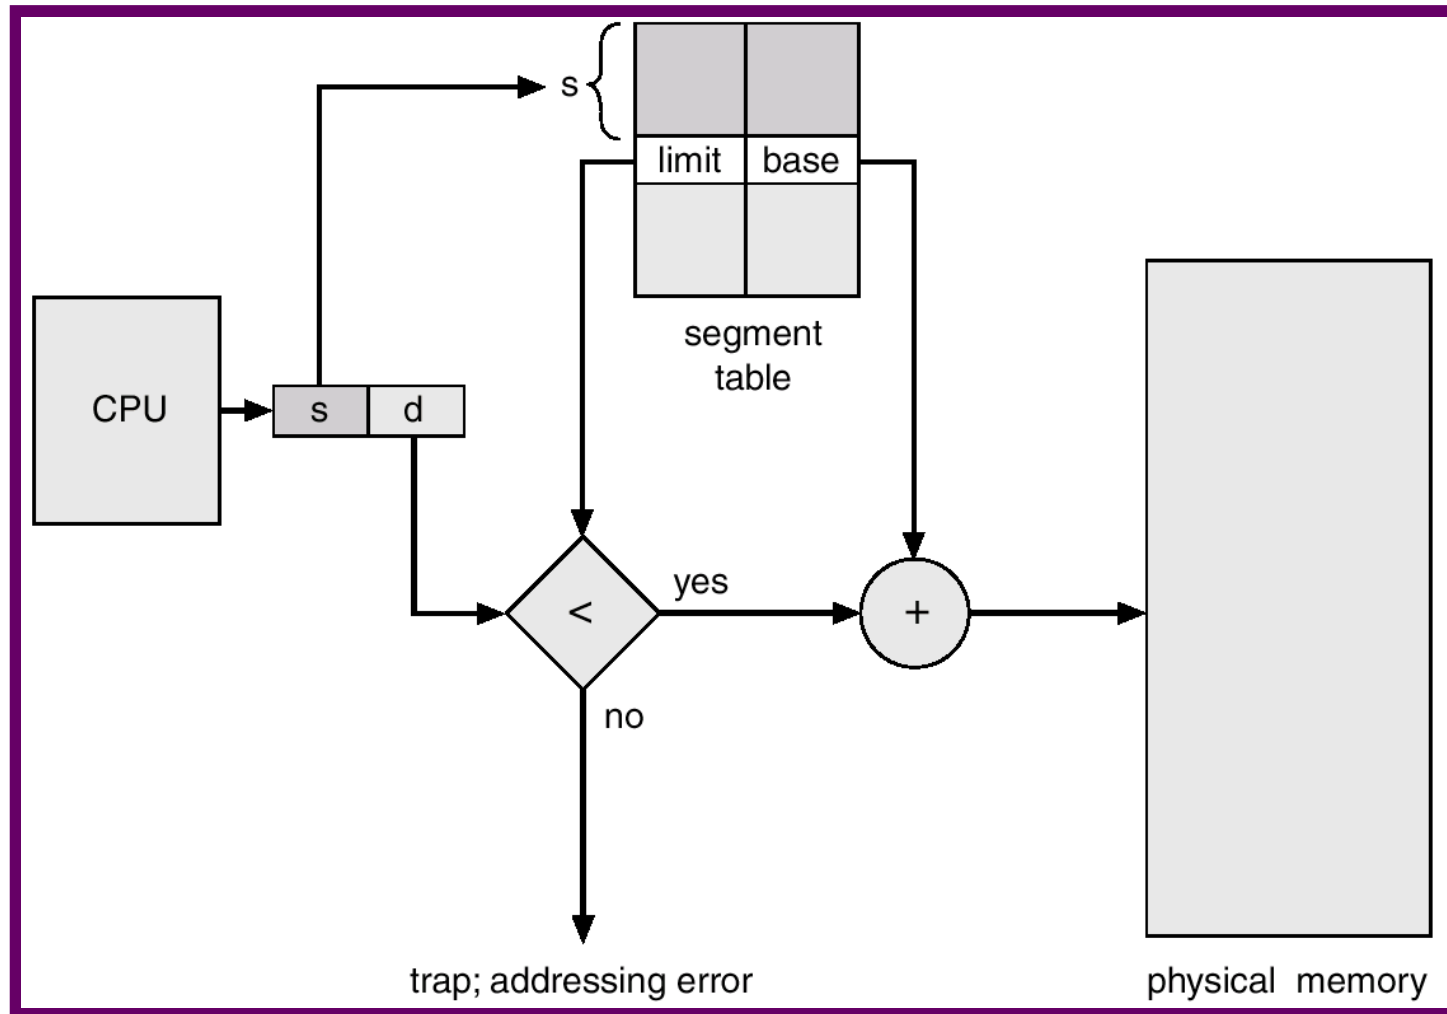 s
limit base
segment
table
CPU
s d
<
yes
+
no
trap; addressing error
physical memory